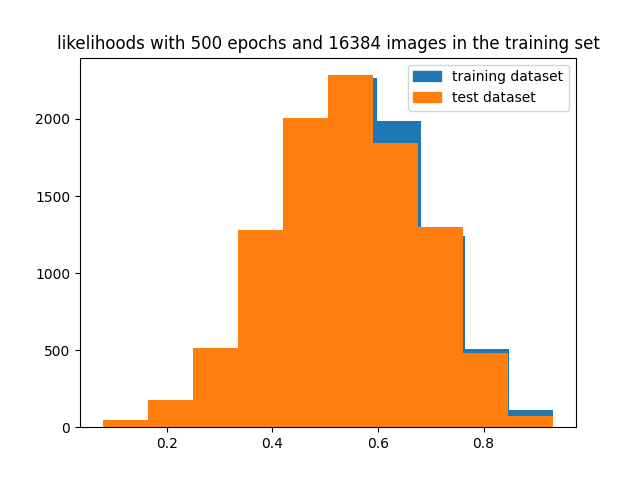 likelihoods with 500 epochs and 16384 images in the training set
training dataset
test dataset
2000
1500
1000
500
0
0.2 0.4 0.6 0.8